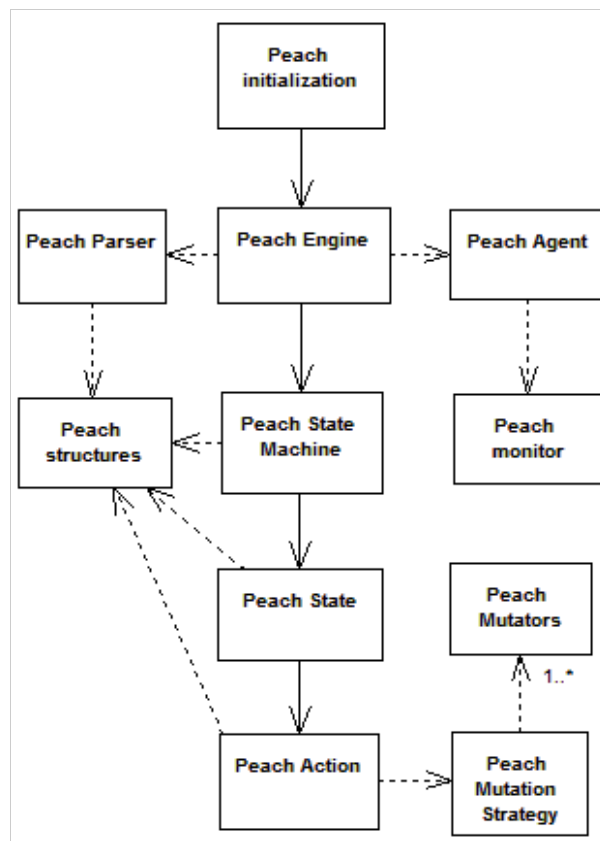 Peach
initialization
Peach Parser
Peach Engine
Peach Agent
Peach
structures
Peach State
Machine
Peach
monitor
Peach State
Peach
Mutators
1..*
Peach Action
Peach
Mutation
Strategy